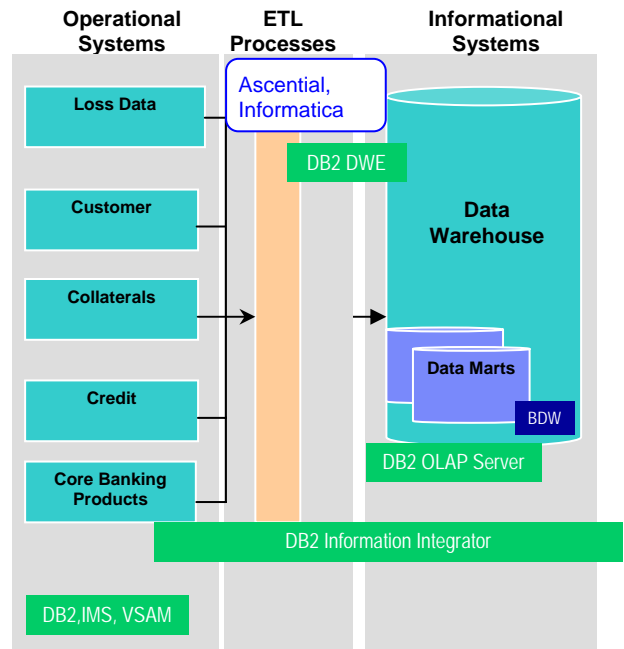 Operational
Systems
ETL
Processes
Informational
Systems
Loss Data
Customer
Collaterals
Credit
Core Banking
Products
DB2,IMS, VSAM
Ascential,
Informatica
DB2 DWE
Data
Warehouse
Data Marts
BDW
DB2 OLAP Server
DB2 Information Integrator